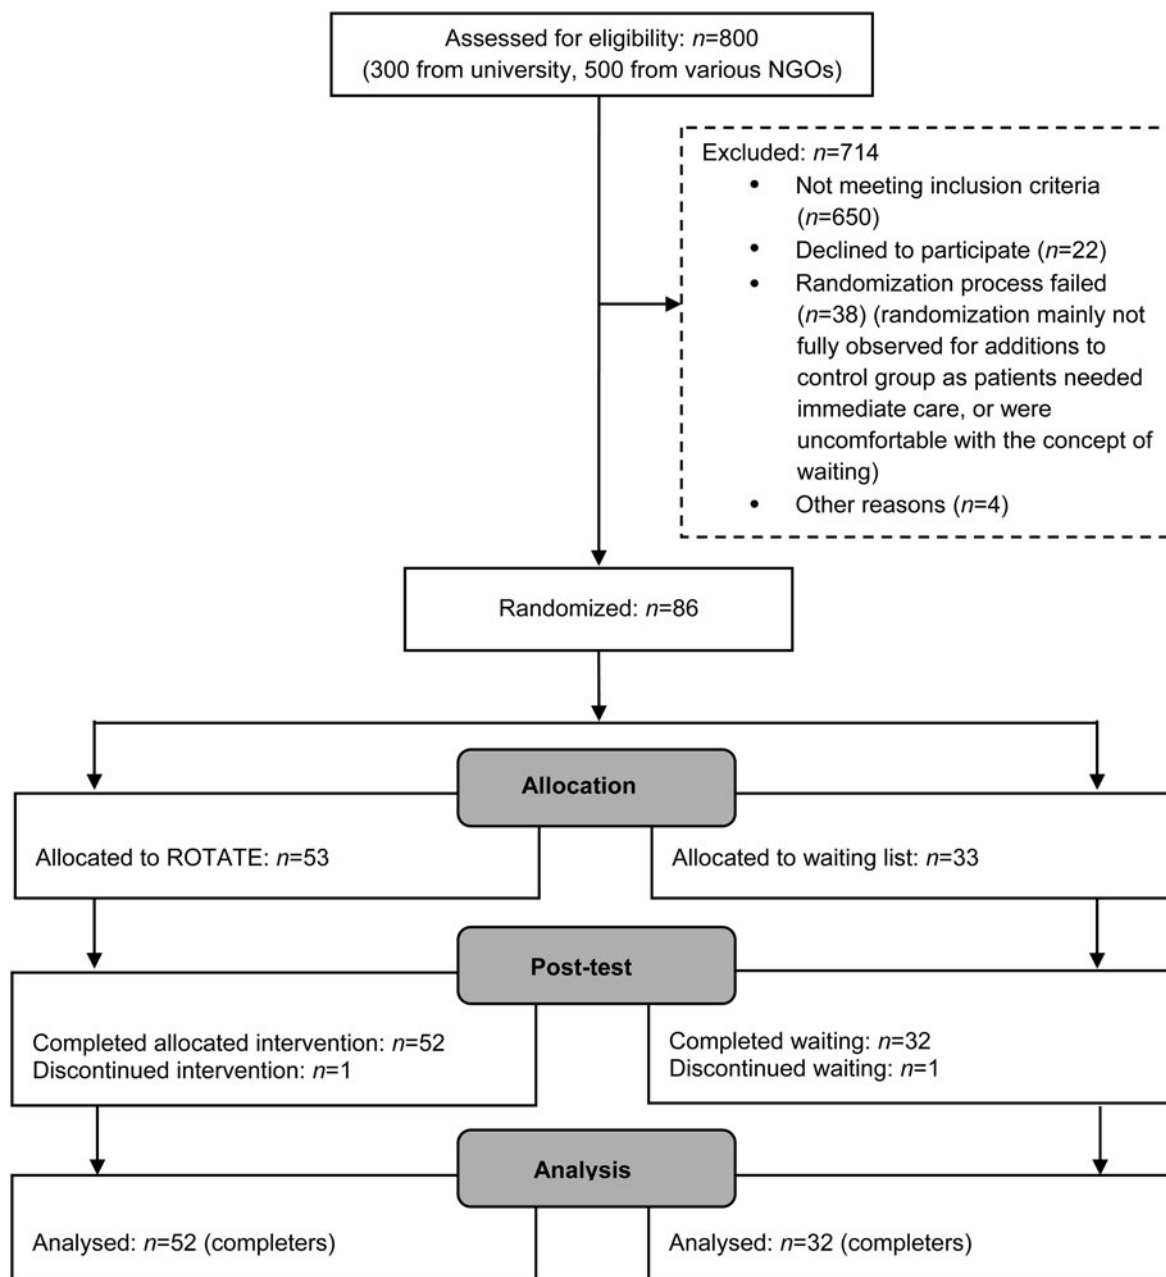 Assessed for eligibility: n=800
(300 from university, 500 from various NGOs)
Excluded: n=714
• Not meeting inclusion criteria
(n=650)
• Declined to participate (n=22)
• Randomization process failed
(n=38) (randomization mainly not
fully observed for additions to
control group as patients needed
immediate care, or were
uncomfortable with the concept of
waiting)
• Other reasons (n=4)
Randomized: n=86
Allocation
Allocated to ROTATE: n=53
Allocated to waiting list: n=33
Post-test
Completed allocated intervention: n=52
Discontinued intervention: n=1
Completed waiting: n=32
Discontinued waiting: n=1
Analysis
Analysed: n=52 (completers)
Analysed: n=32 (completers)